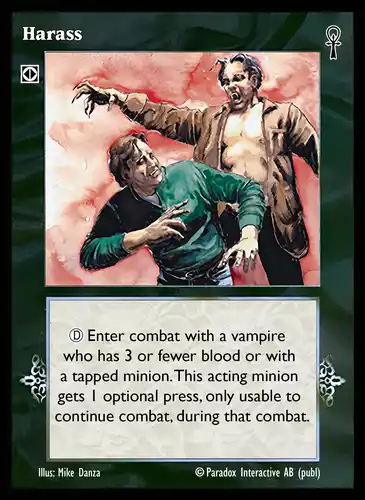 Harass
Ⓓ Enter combat with a vampire
who has 3 or fewer blood or with
a tapped minion. This acting minion
gets 1 optional press, only usable to
continue combat, during that combat.
Illus: Mike Danza
© Paradox Interactive AB (publ)